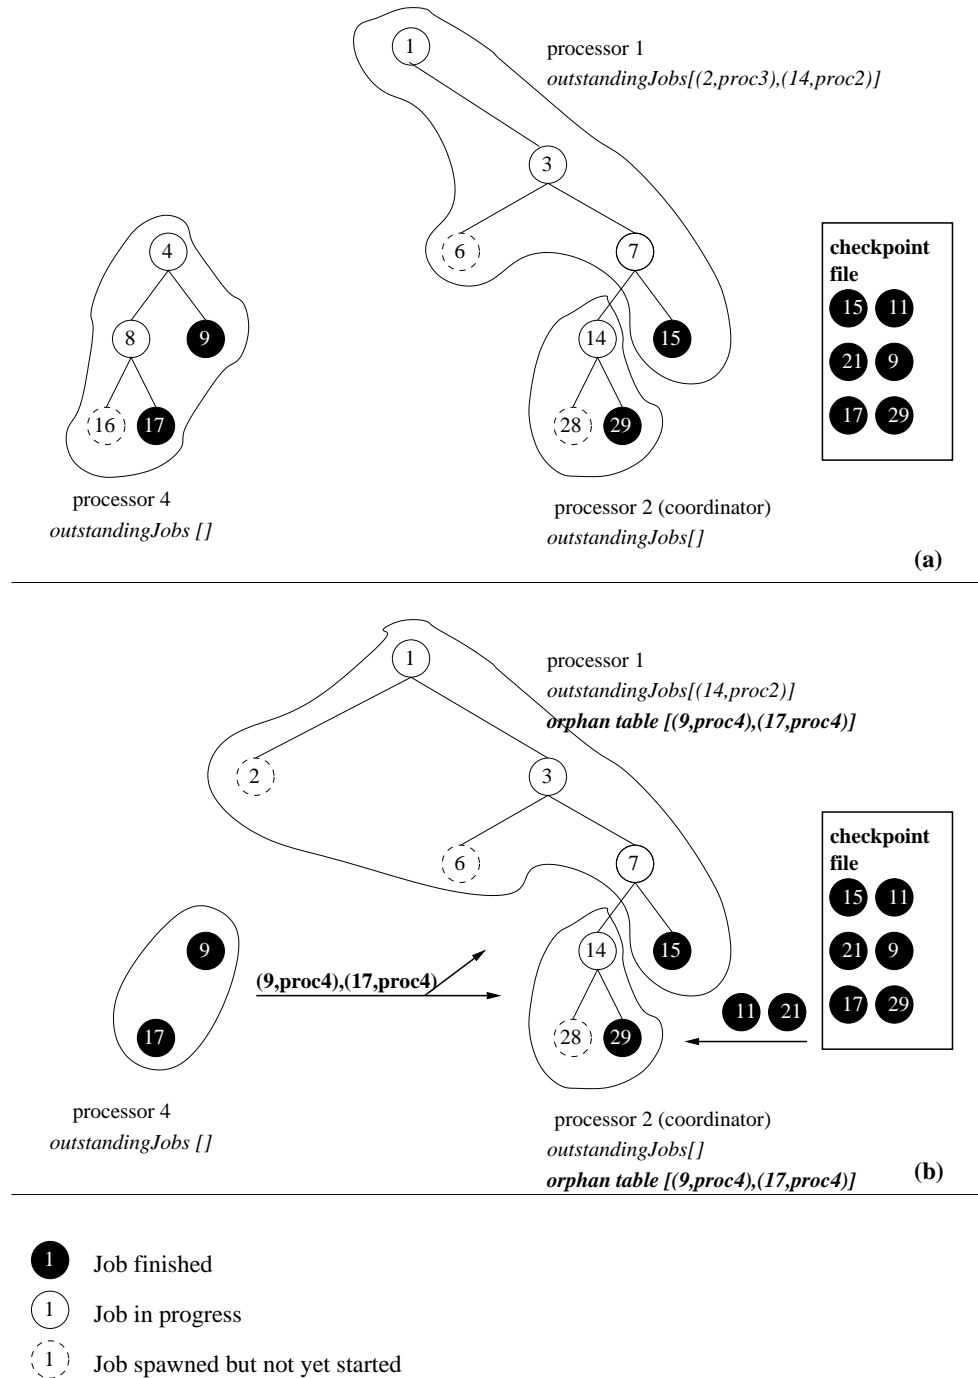 1
processor 1
outstandingJobs[(2,proc3),(14,proc2)]
3
6
7
4
checkpoint
file
15 11
8
9
14
15
21 9
16
17
28
29
17 29
processor 4
outstandingJobs []
processor 2 (coordinator)
outstandingJobs[]
(a)
1
processor 1
outstandingJobs[(14,proc2)]
orphan table [(9,proc4),(17,proc4)]
2
3
6
7
checkpoint
file
15 11
9
14
15
21 9
(9,proc4),(17,proc4)
17
28
29
11 21
17 29
processor 4
outstandingJobs []
processor 2 (coordinator)
outstandingJobs[]
orphan table [(9,proc4),(17,proc4)]
(b)
1 Job finished
1 Job in progress
1 Job spawned but not yet started